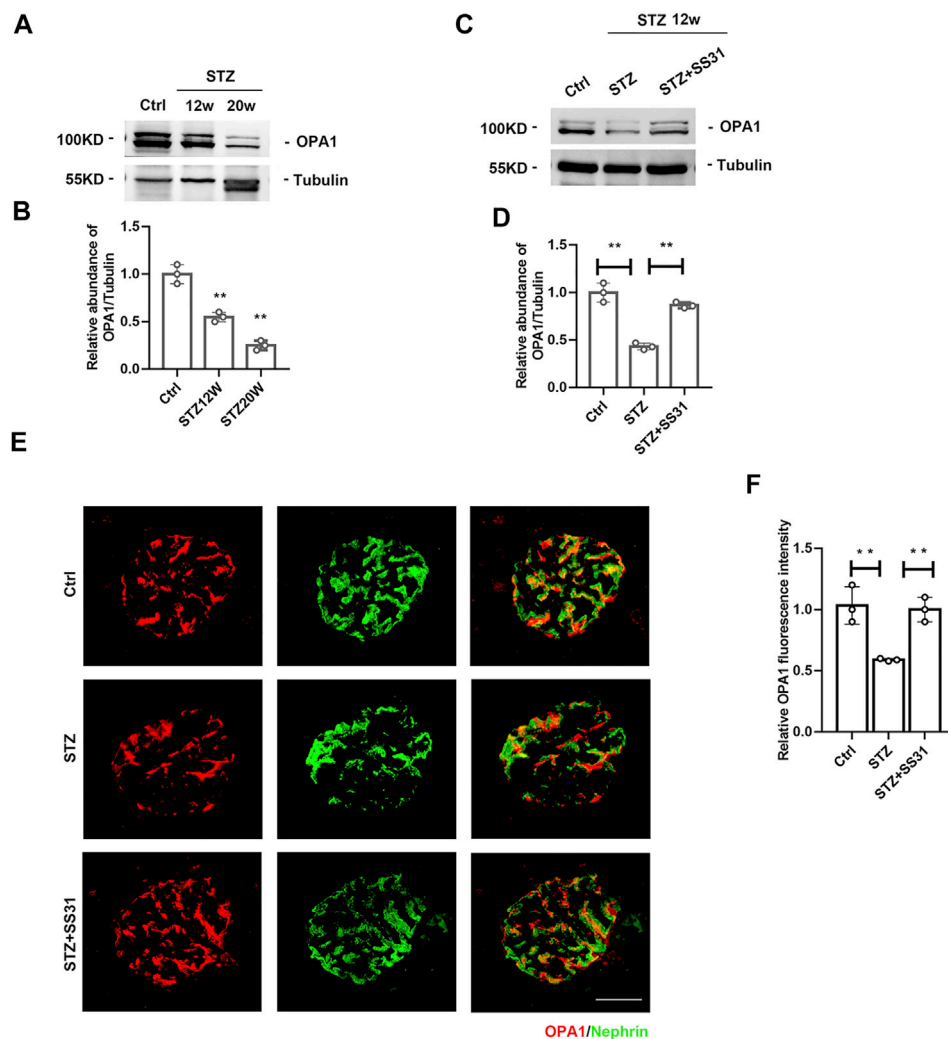 A
STZ
Ctrl 12w 20w
100KD - - OPA1
55KD - - Tubulin
B
Relative abundance of
OPA1/Tubulin
1.5
1.0
0.5
0.0
**
**
Ctrl
STZ12W
STZ20W
C
STZ 12w
Ctrl
STZ
STZ+SS31
100KD - - OPA1
55KD - - Tubulin
D
Relative abundance of
OPA1/Tubulin
1.5
1.0
0.5
0.0
** **
Ctrl
STZ
STZ+SS31
E
Ctrl
STZ
STZ+SS31
OPA1/Nephrin
F
Relative OPA1 fluorescence intensity
1.5
1.0
0.5
0.0
** **
Ctrl
STZ
STZ+SS31